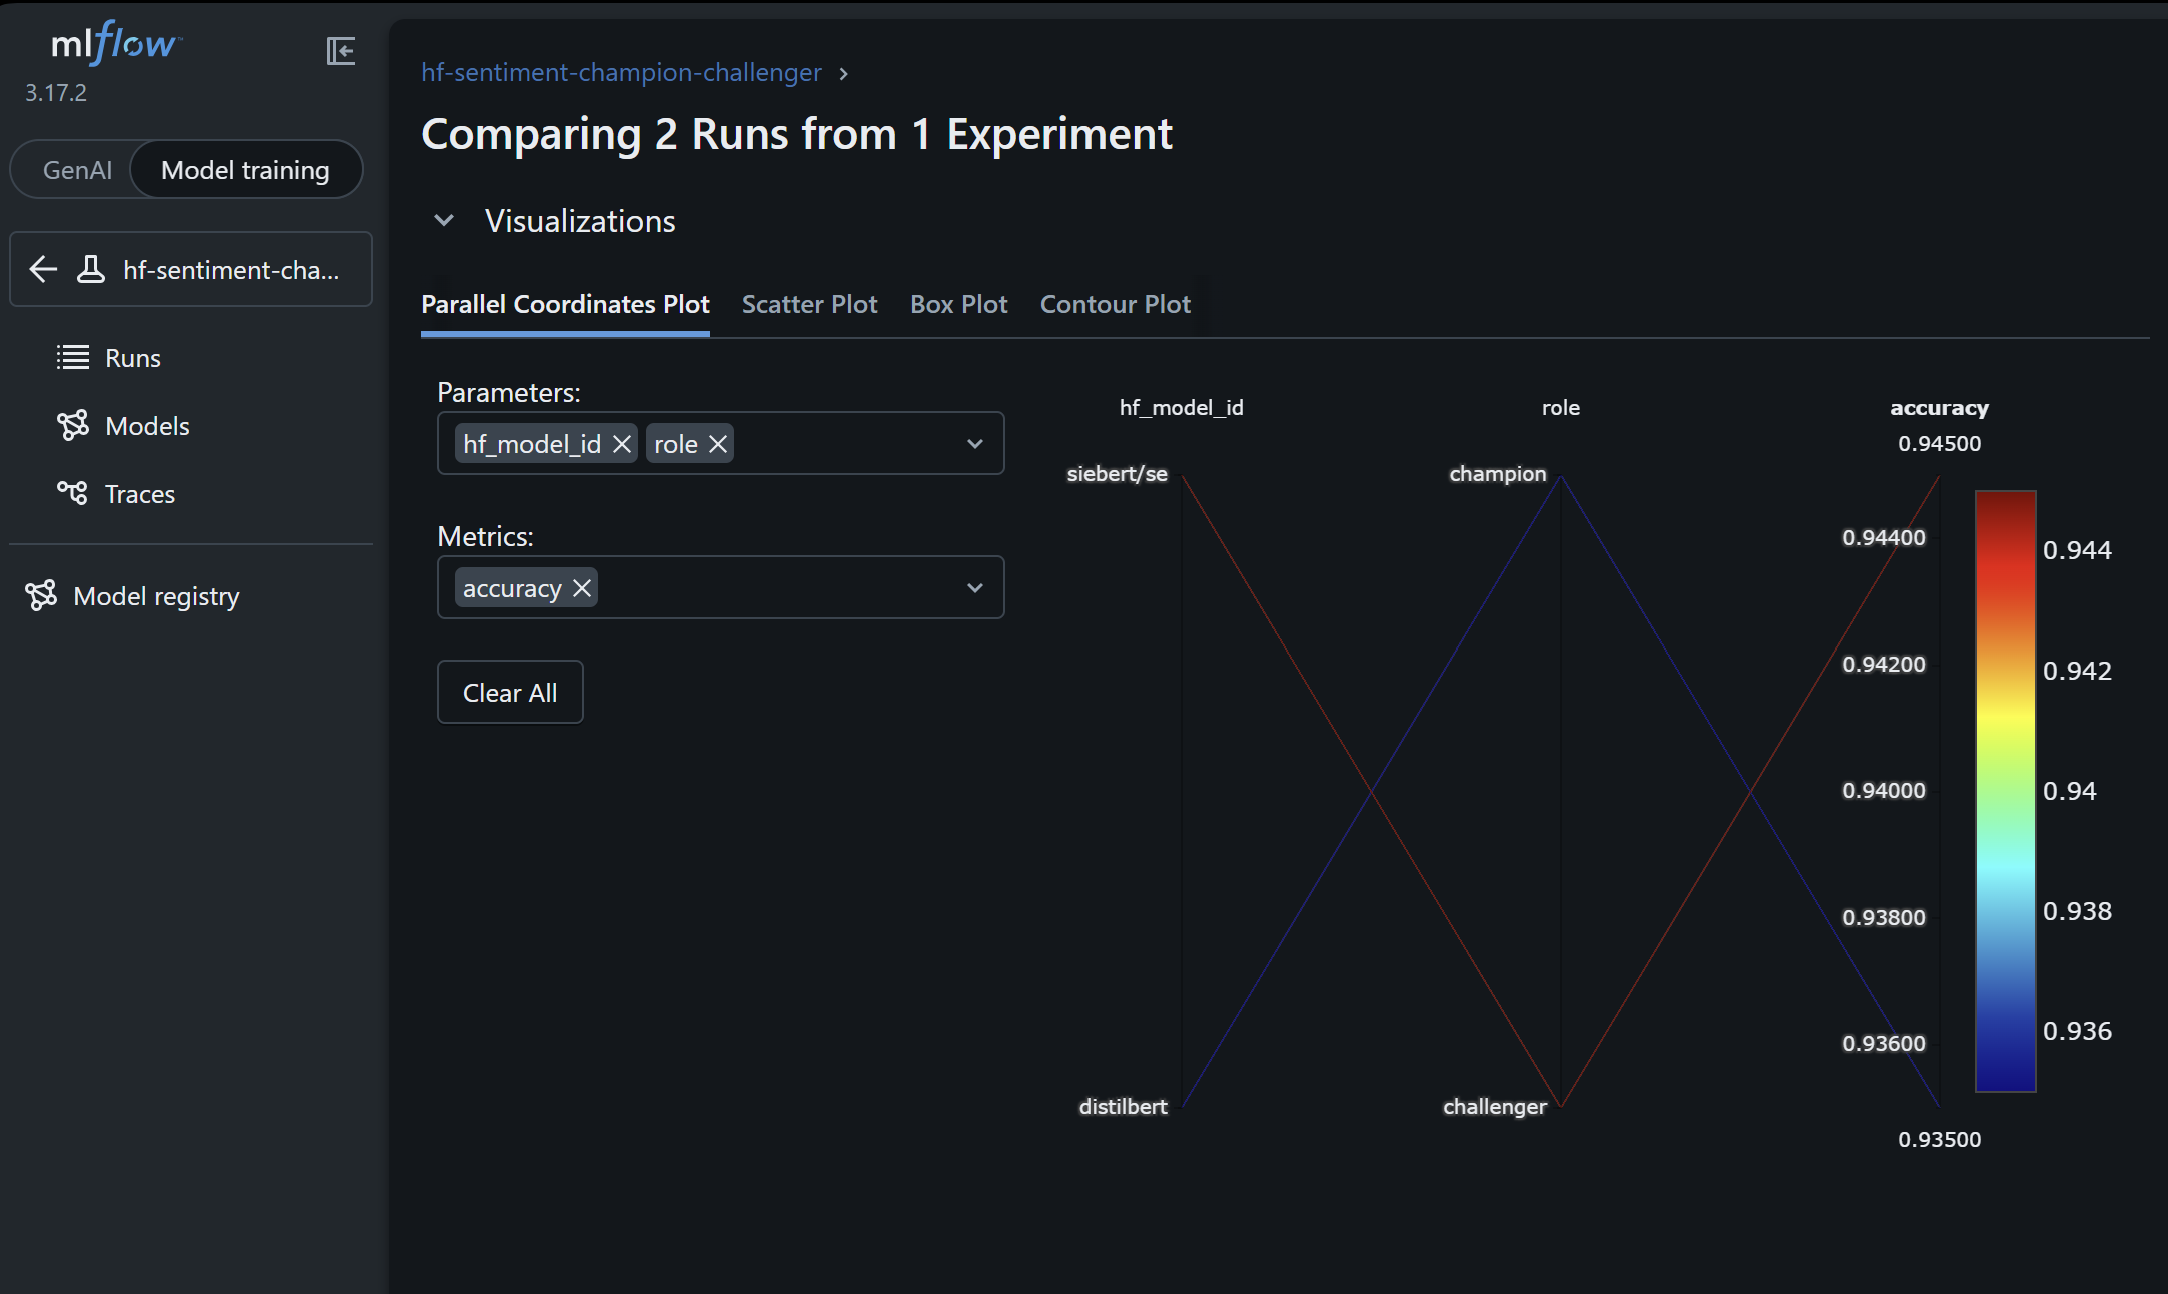 mlflow™
3.17.2
GenAI
Model training
hf-sentiment-cha...
Runs
Models
Traces
Model registry
hf-sentiment-champion-challenger
Comparing 2 Runs from 1 Experiment
Visualizations
Parallel Coordinates Plot
Scatter Plot
Box Plot
Contour Plot
Parameters:
hf_model_id
role
Metrics:
accuracy
Clear All
hf_model_id
role
accuracy
siebert/se
distilbert
champion
challenger
0.94500
0.94400
0.94200
0.94000
0.93800
0.93600
0.93500
0.944
0.942
0.94
0.938
0.936